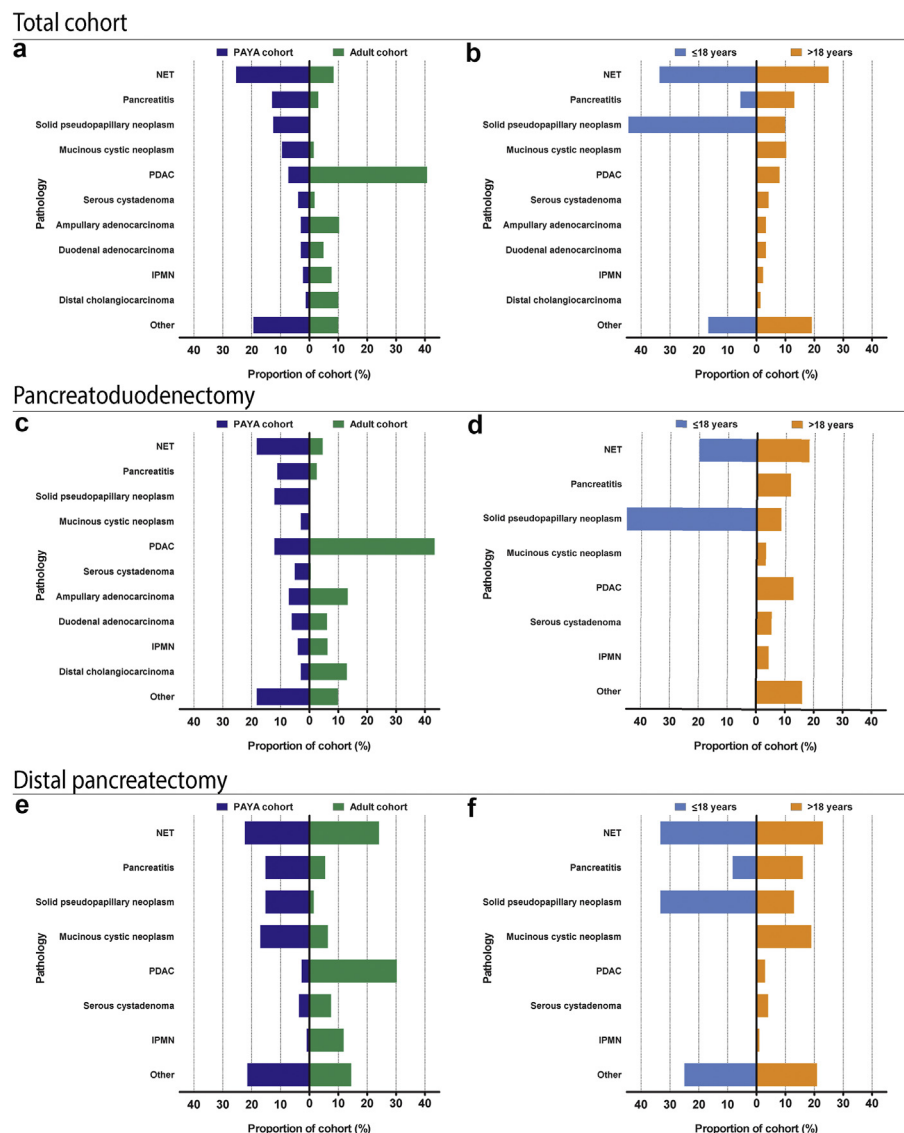 Total cohort
a
PAYA cohort Adult cohort
NET
Pancreatitis
Solid pseudopapillary neoplasm
Mucinous cystic neoplasm
PDAC
Serous cystadenoma
Ampullary adenocarcinoma
Duodenal adenocarcinoma
IPMN
Distal cholangiocarcinoma
Other
Pathology
40 30 20 10 0 10 20 30 40
Proportion of cohort (%)
b
≤18 years >18 years
NET
Pancreatitis
Solid pseudopapillary neoplasm
Mucinous cystic neoplasm
PDAC
Serous cystadenoma
Ampullary adenocarcinoma
Duodenal adenocarcinoma
IPMN
Distal cholangiocarcinoma
Other
Pathology
40 30 20 10 0 10 20 30 40
Proportion of cohort (%)
Pancreatoduodenectomy
c
PAYA cohort Adult cohort
NET
Pancreatitis
Solid pseudopapillary neoplasm
Mucinous cystic neoplasm
PDAC
Serous cystadenoma
Ampullary adenocarcinoma
Duodenal adenocarcinoma
IPMN
Distal cholangiocarcinoma
Other
Pathology
40 30 20 10 0 10 20 30 40
Proportion of cohort (%)
d
≤18 years >18 years
NET
Pancreatitis
Solid pseudopapillary neoplasm
Mucinous cystic neoplasm
PDAC
Serous cystadenoma
IPMN
Other
Pathology
40 30 20 10 0 10 20 30 40
Proportion of cohort (%)
Distal pancreatectomy
e
PAYA cohort Adult cohort
NET
Pancreatitis
Solid pseudopapillary neoplasm
Mucinous cystic neoplasm
PDAC
Serous cystadenoma
IPMN
Other
Pathology
40 30 20 10 0 10 20 30 40
Proportion of cohort (%)
f
≤18 years >18 years
NET
Pancreatitis
Solid pseudopapillary neoplasm
Mucinous cystic neoplasm
PDAC
Serous cystadenoma
IPMN
Other
Pathology
40 30 20 10 0 10 20 30 40
Proportion of cohort (%)